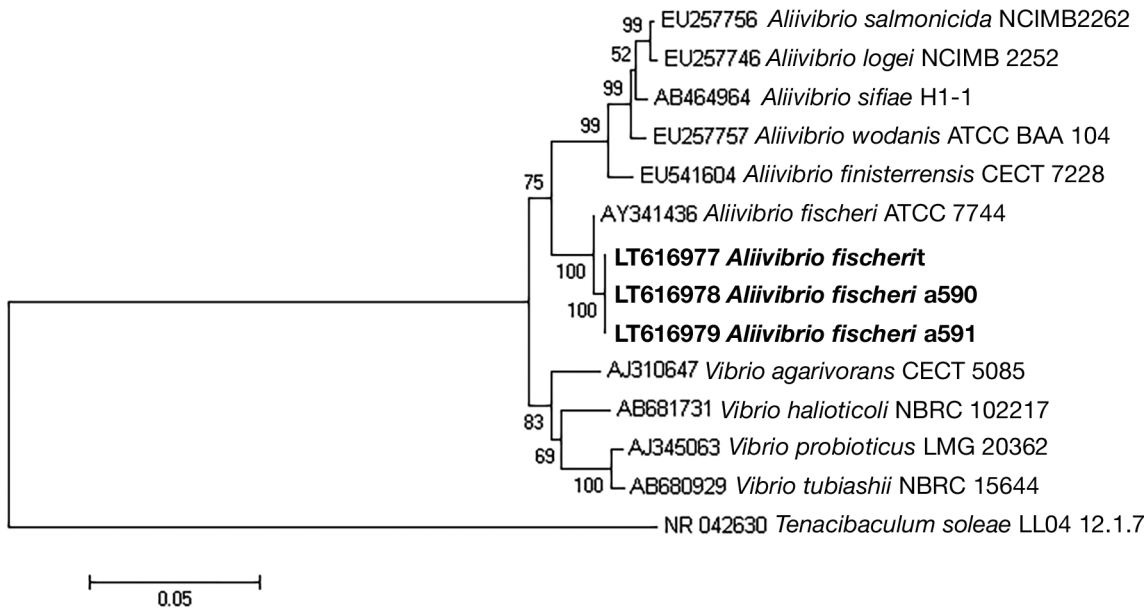 99 EU257756 Aliivibrio salmonicida NCIMB2262
52 EU257746 Aliivibrio logei NCIMB 2252
99 AB464964 Aliivibrio sifiae H1-1
99 EU257757 Aliivibrio wodanis ATCC BAA 104
75 EU541604 Aliivibrio finisterrensis CECT 7228
AY341436 Aliivibrio fischeri ATCC 7744
LT616977 Aliivibrio fischerit
100
LT616978 Aliivibrio fischeri a590
100
LT616979 Aliivibrio fischeri a591
AJ310647 Vibrio agarivorans CECT 5085
AB681731 Vibrio halioticoli NBRC 102217
83
AJ345063 Vibrio probioticus LMG 20362
69
AB680929 Vibrio tubiashii NBRC 15644
100
NR 042630 Tenacibaculum soleae LL04 12.1.7
0.05